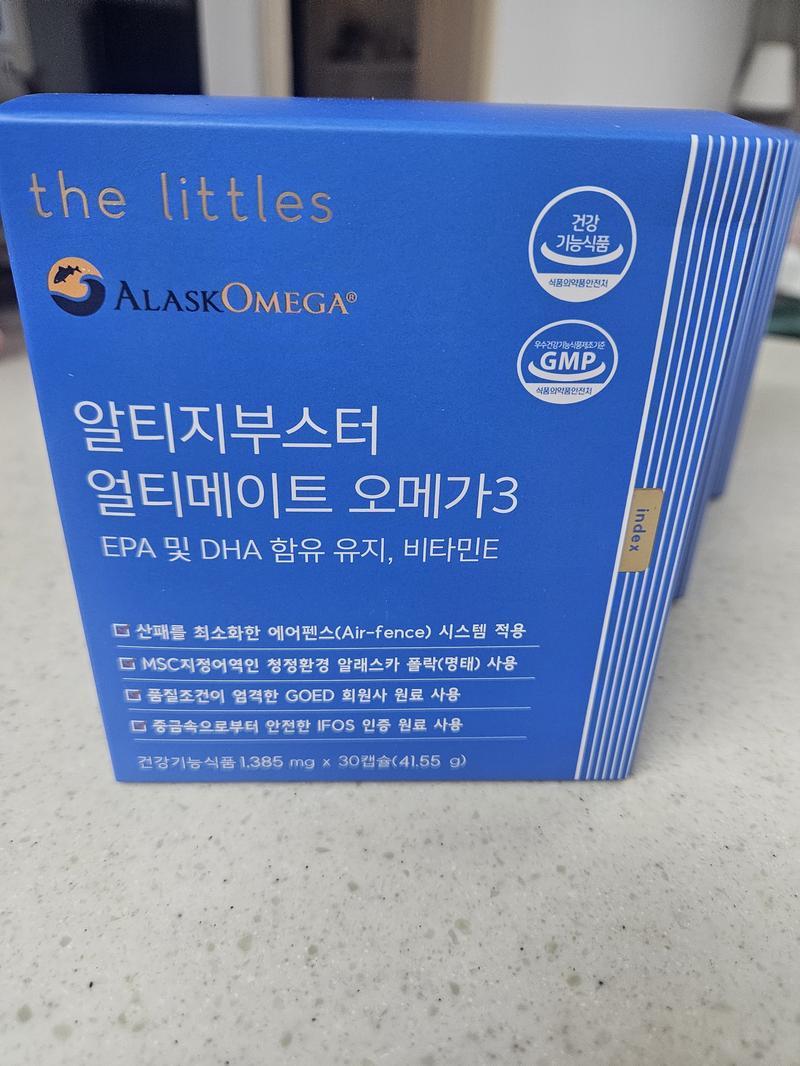 the littles
ALASKOMEGA®
건강
기능식품
식품의약품안전처
우수건강기능식품제조기준
GMP
식품의약품안전처
알티지부스터
얼티메이트 오메가3
EPA 및 DHA 함유 유지, 비타민E
index
산패를 최소화한 에어펜스(Air-fence) 시스템 적용
MSC지정어역인 청정환경 알래스카 폴락(명태) 사용
품질조건이 엄격한 GOED 회원사 원료 사용
중금속으로부터 안전한 IFOS 인증 원료 사용
건강기능식품 1,385 mg x 30캡슐(41.55 g)